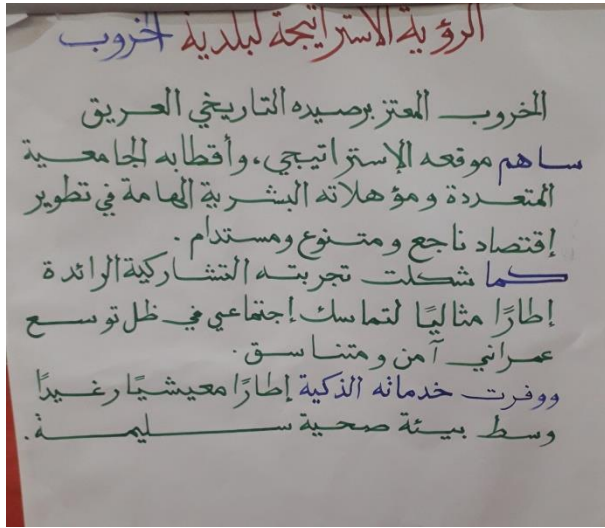 الرؤية الاستراتيجة لبلدية الخروب
الخروب المعتز برصيده التاريخي العريق
ساهم موقعه الإستراتيجي، وأقطابه الجامعية
المتعددة ومؤهلاته البشرية الهامة في تطوير
إقتصاد ناجع ومتنوع ومستدام.
كما شكلت تجربته التشاركية الرائدة
إطارًا مثاليًا لتماسك إجتماعي في ظل توسع
عمراني آمن ومتناسق.
ووفرت خدماته الذكية إطارًا معيشيًا رغيدًا
وسط بيئة صحية سليمة.